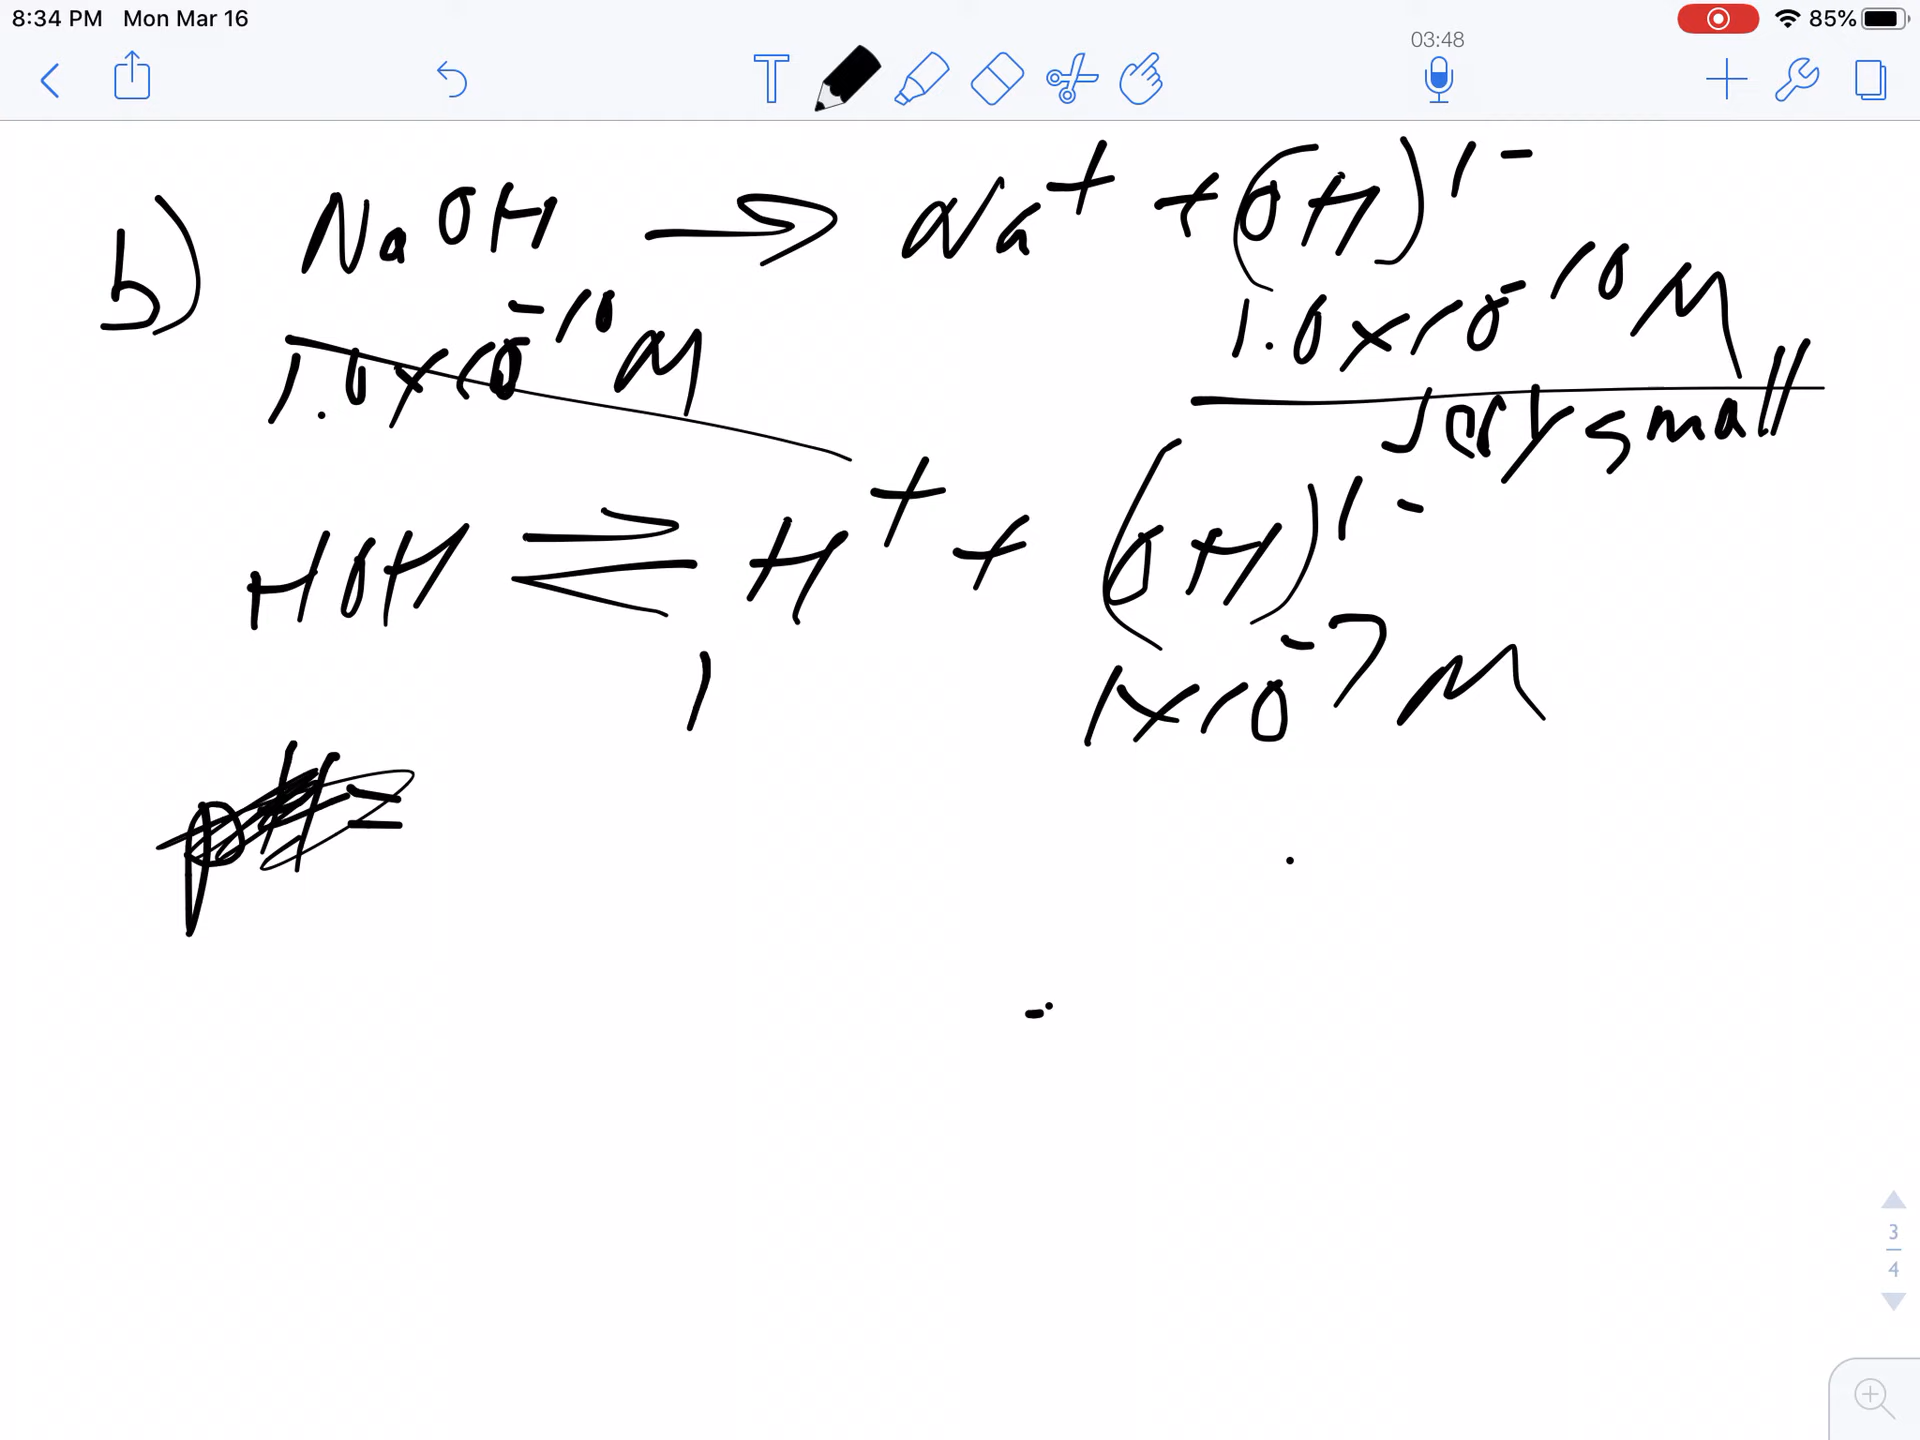 8:34 PM Mon Mar 16
85%
T
03:48
b) NaOH → Na⁺ + (OH)¹⁻
1.0x10⁻¹⁰M 1.0x10⁻¹⁰M
very small
HOH ⇌ H⁺ + (OH)¹⁻
1 1x10⁻⁷M
pH=
3
4